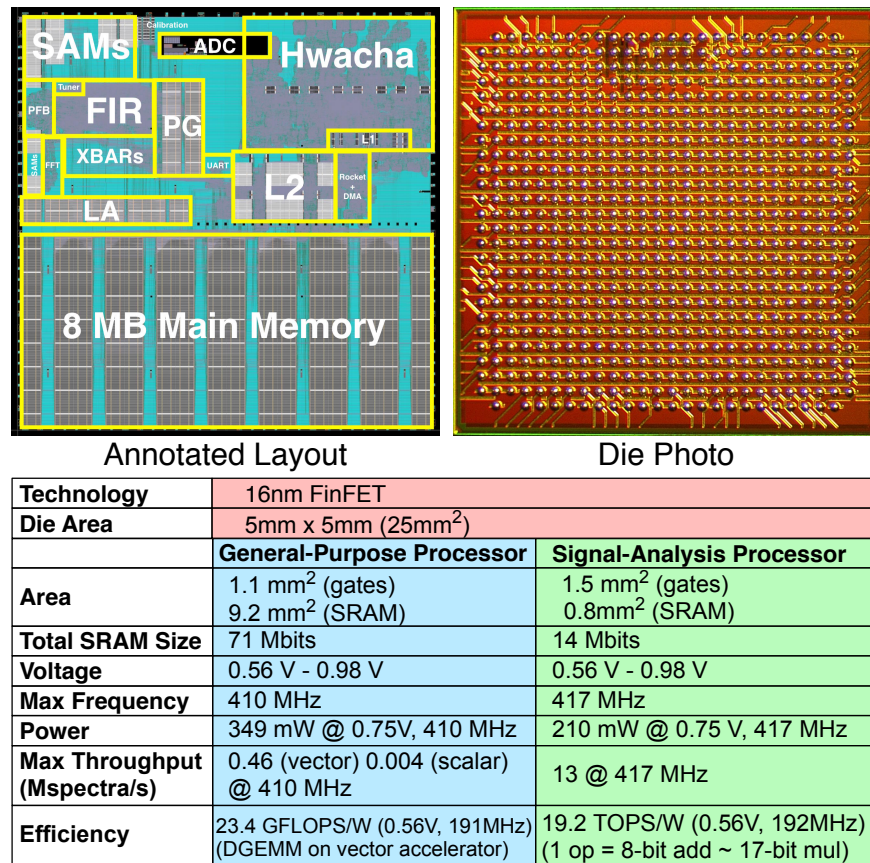 Calibration
SAMs
ADC
Hwacha
Tuner
PFB
FIR
PG
L1
SAMs
FFT
XBARs
UART
L2
Rocket
+
DMA
LA
8 MB Main Memory
Annotated Layout
Die Photo
Technology 16nm FinFET
Die Area 5mm x 5mm (25mm²)
General-Purpose Processor Signal-Analysis Processor
Area 1.1 mm² (gates) 1.5 mm² (gates)
9.2 mm² (SRAM) 0.8mm² (SRAM)
Total SRAM Size 71 Mbits 14 Mbits
Voltage 0.56 V - 0.98 V 0.56 V - 0.98 V
Max Frequency 410 MHz 417 MHz
Power 349 mW @ 0.75V, 410 MHz 210 mW @ 0.75 V, 417 MHz
Max Throughput 0.46 (vector) 0.004 (scalar) 13 @ 417 MHz
(Mspectra/s) @ 410 MHz
Efficiency 23.4 GFLOPS/W (0.56V, 191MHz) 19.2 TOPS/W (0.56V, 192MHz)
(DGEMM on vector accelerator) (1 op = 8-bit add ~ 17-bit mul)